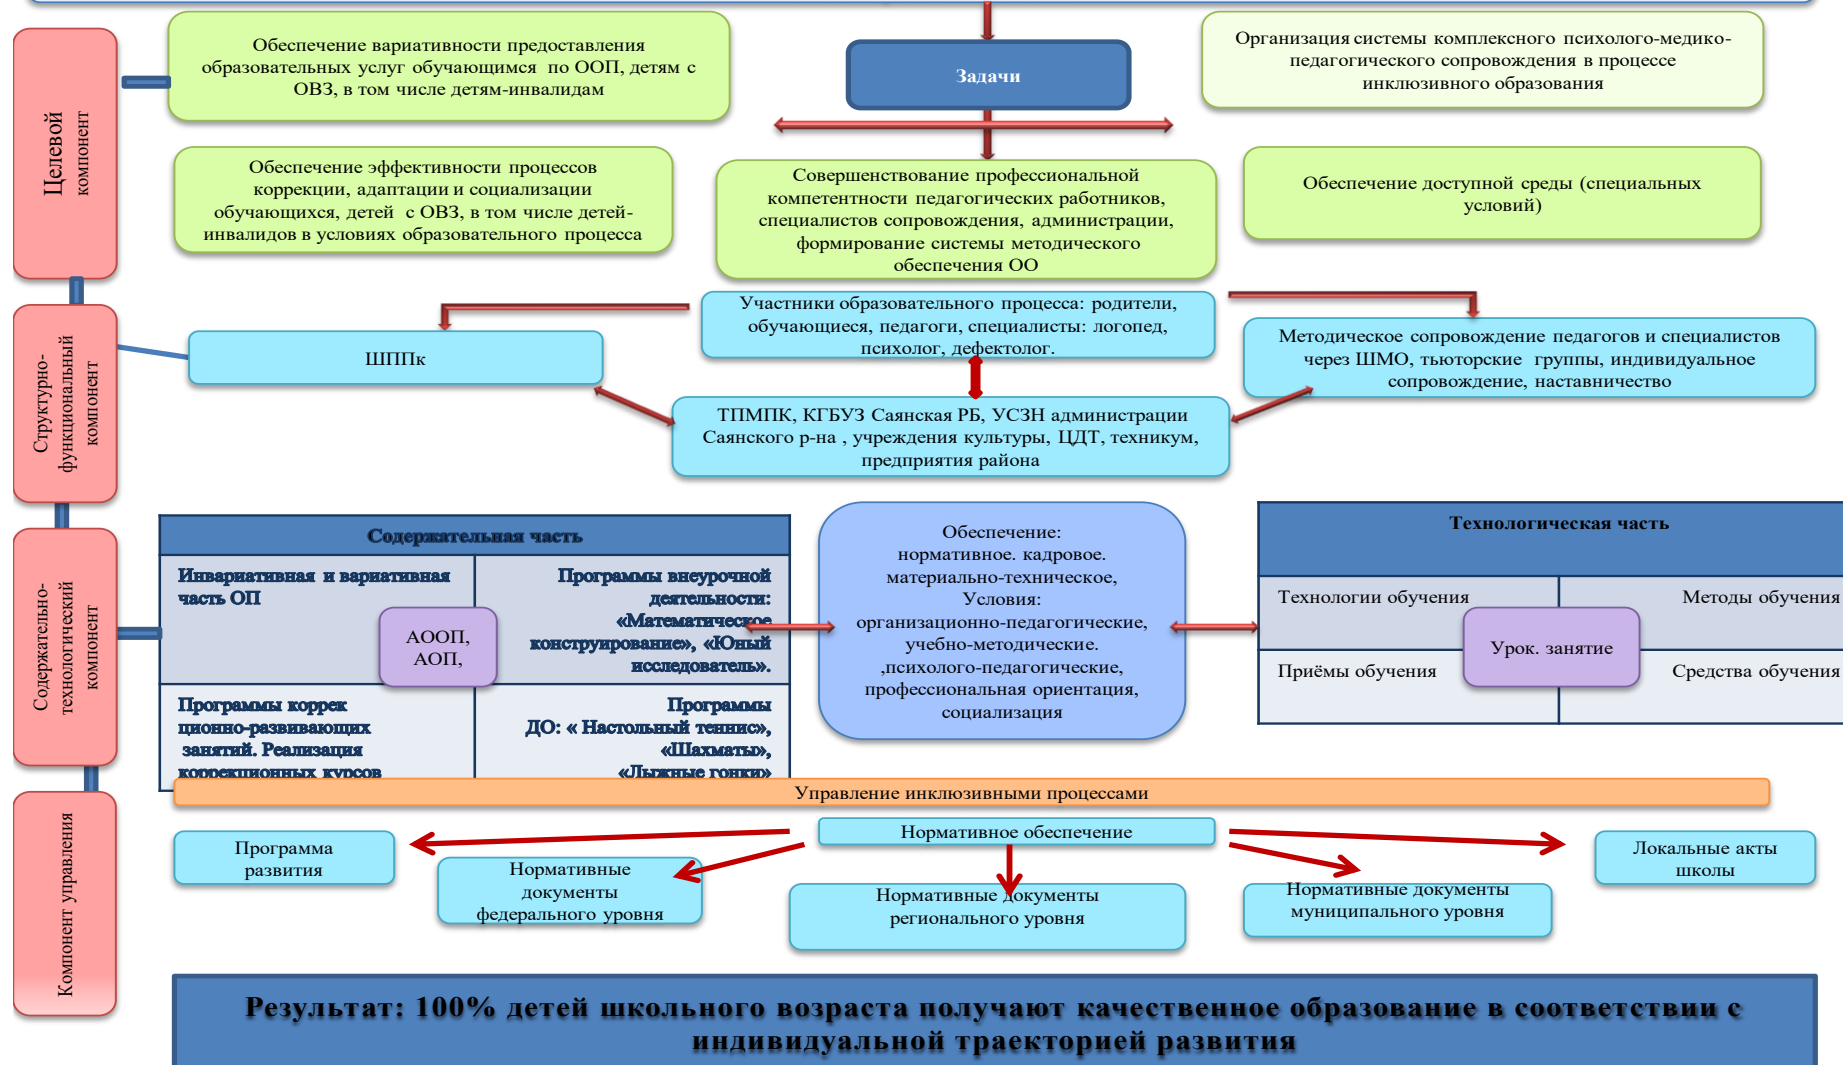 Целевой
компонент
Обеспечение вариативности предоставления
образовательных услуг обучающимся по ООП, детям с
ОВЗ, в том числе детям-инвалидам
Задачи
Организация системы комплексного психолого-медико-
педагогического сопровождения в процессе
инклюзивного образования
Обеспечение эффективности процессов
коррекции, адаптации и социализации
обучающихся, детей с ОВЗ, в том числе детей-
инвалидов в условиях образовательного процесса
Совершенствование профессиональной
компетентности педагогических работников,
специалистов сопровождения, администрации,
формирование системы методического
обеспечения ОО
Обеспечение доступной среды (специальных
условий)
Структурно-
функциональный
компонент
ШППк
Участники образовательного процесса: родители,
обучающиеся, педагоги, специалисты: логопед,
психолог, дефектолог.
Методическое сопровождение педагогов и специалистов
через ШМО, тьюторские группы, индивидуальное
сопровождение, наставничество
ТПМПК, КГБУЗ Саянская РБ, УСЗН администрации
Саянского р-на , учреждения культуры, ЦДТ, техникум,
предприятия района
Содержательно-
технологический
компонент
Содержательная часть
Инвариативная и вариативная
часть ОП
Программы внеурочной
деятельности:
«Математическое
конструирование», «Юный
исследователь».
АООП,
АОП,
Программы коррек
ционно-развивающих
занятий. Реализация
коррекционных курсов
Программы
ДО: « Настольный теннис»,
«Шахматы»,
«Лыжные гонки»
Обеспечение:
нормативное. кадровое.
материально-техническое,
Условия:
организационно-педагогические,
учебно-методические.
,психолого-педагогические,
профессиональная ориентация,
социализация
Технологическая часть
Технологии обучения
Методы обучения
Урок. занятие
Приёмы обучения
Средства обучения
Компонент управления
Управление инклюзивными процессами
Нормативное обеспечение
Программа
развития
Нормативные
документы
федерального уровня
Нормативные документы
регионального уровня
Нормативные документы
муниципального уровня
Локальные акты
школы
Результат: 100% детей школьного возраста получают качественное образование в соответствии с
индивидуальной траекторией развития